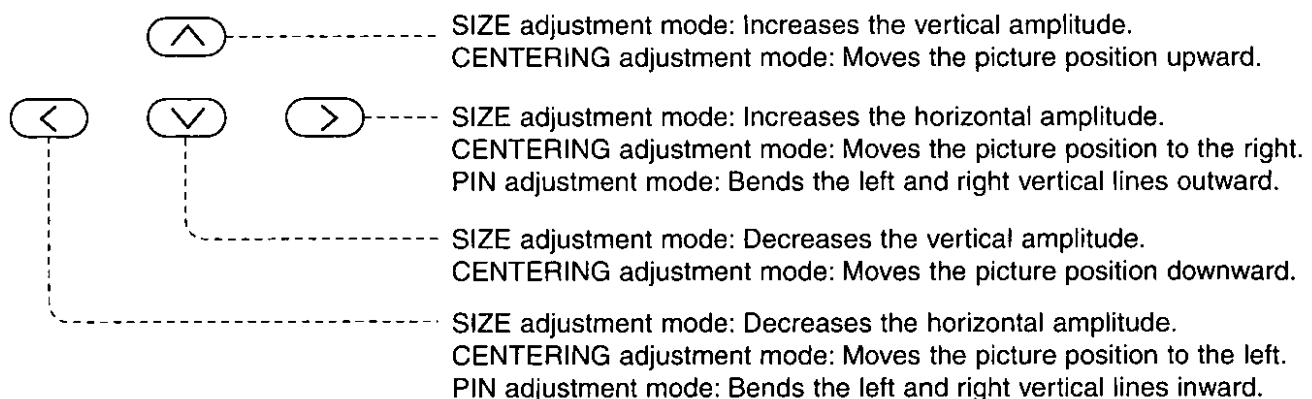 SIZE adjustment mode: Increases the vertical amplitude.
CENTERING adjustment mode: Moves the picture position upward.
SIZE adjustment mode: Increases the horizontal amplitude.
CENTERING adjustment mode: Moves the picture position to the right.
PIN adjustment mode: Bends the left and right vertical lines outward.
SIZE adjustment mode: Decreases the vertical amplitude.
CENTERING adjustment mode: Moves the picture position downward.
SIZE adjustment mode: Decreases the horizontal amplitude.
CENTERING adjustment mode: Moves the picture position to the left.
PIN adjustment mode: Bends the left and right vertical lines inward.